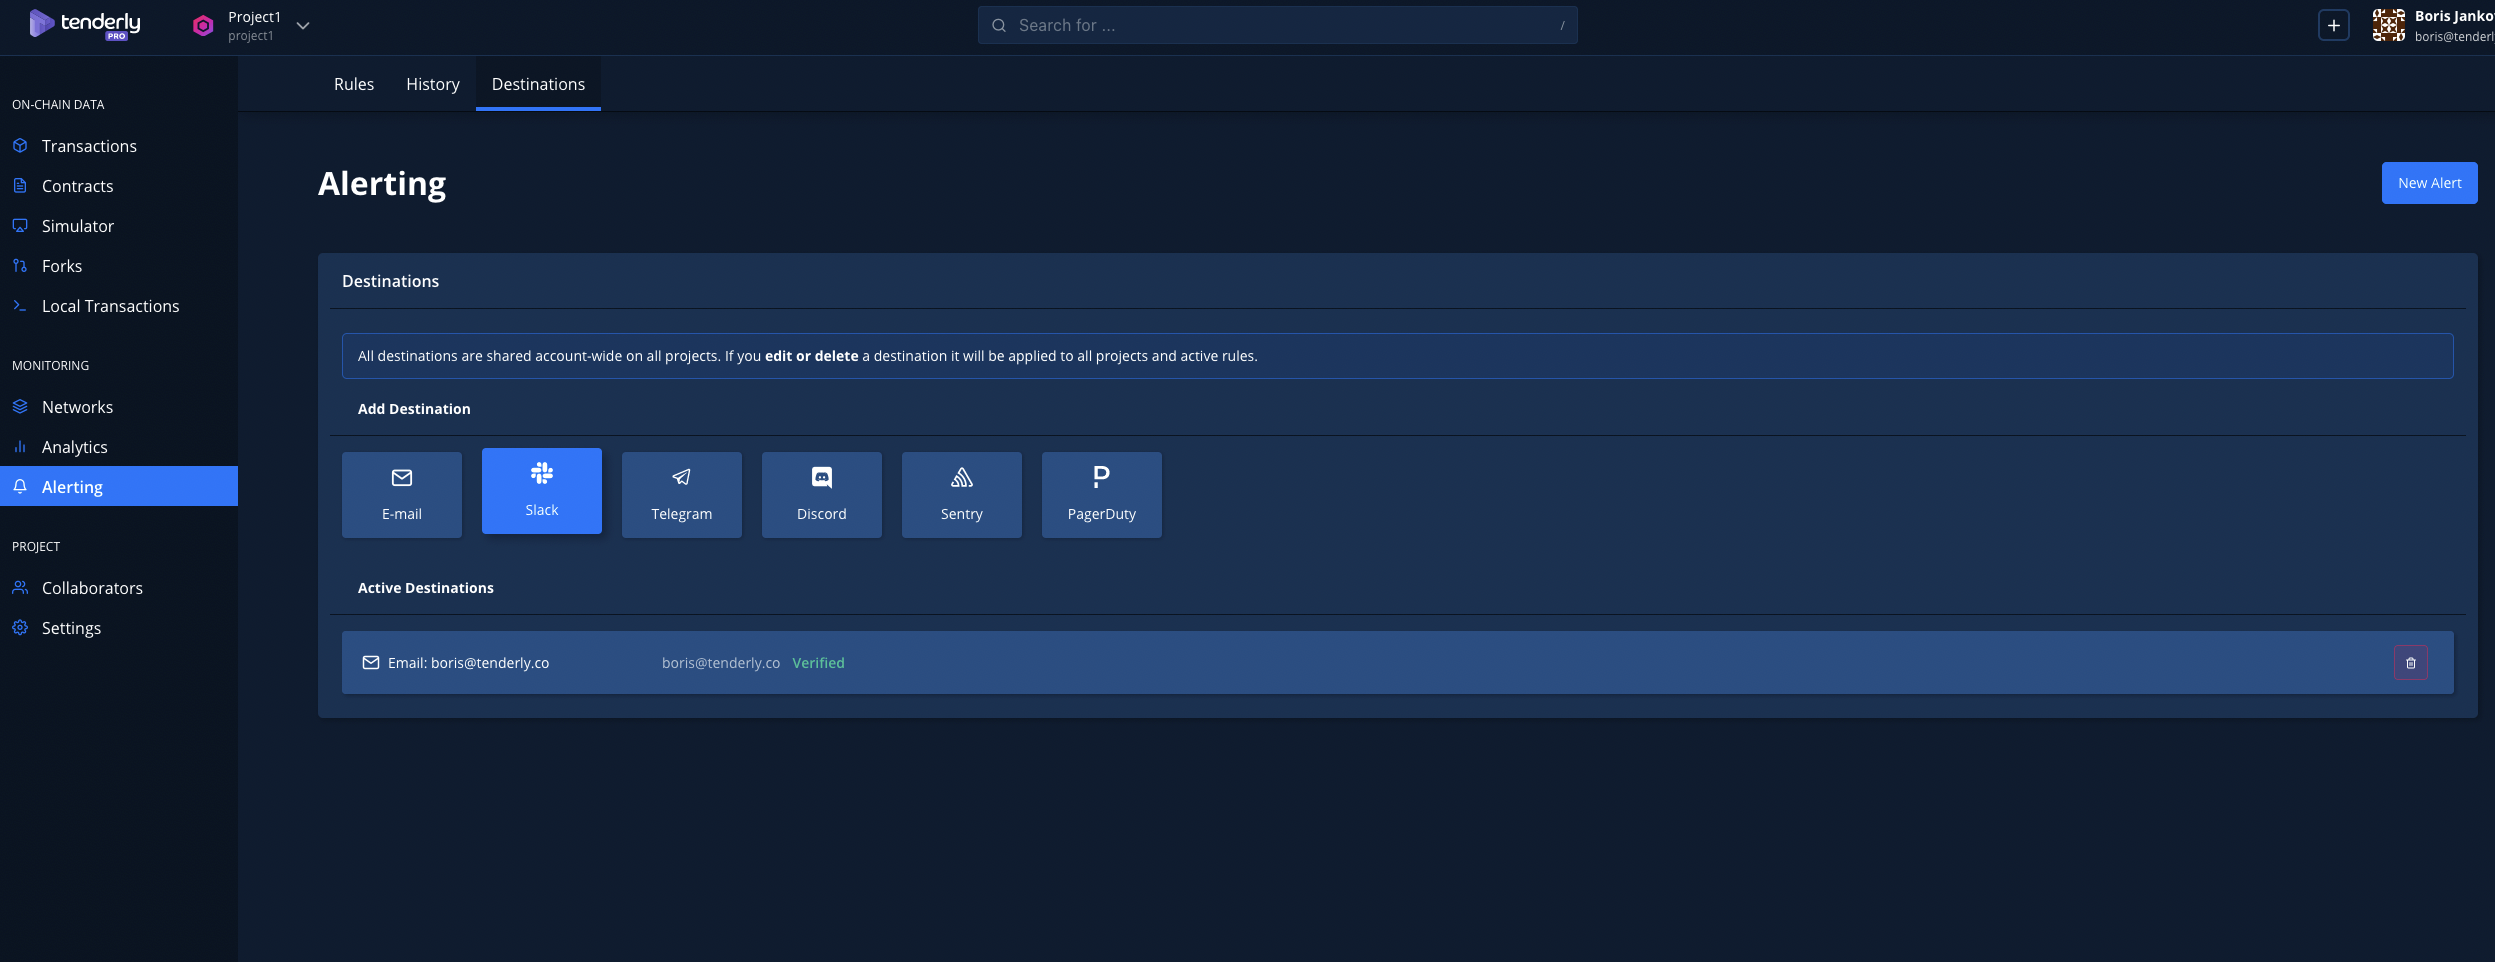 tenderly
PRO
Project1
project1
Search for ...
/
Boris Janko
boris@tenderl
Rules
History
Destinations
ON-CHAIN DATA
Transactions
Contracts
Simulator
Forks
Local Transactions
MONITORING
Networks
Analytics
Alerting
PROJECT
Collaborators
Settings
Alerting
New Alert
Destinations
All destinations are shared account-wide on all projects. If you edit or delete a destination it will be applied to all projects and active rules.
Add Destination
E-mail
Slack
Telegram
Discord
Sentry
PagerDuty
Active Destinations
Email: boris@tenderly.co
boris@tenderly.co Verified